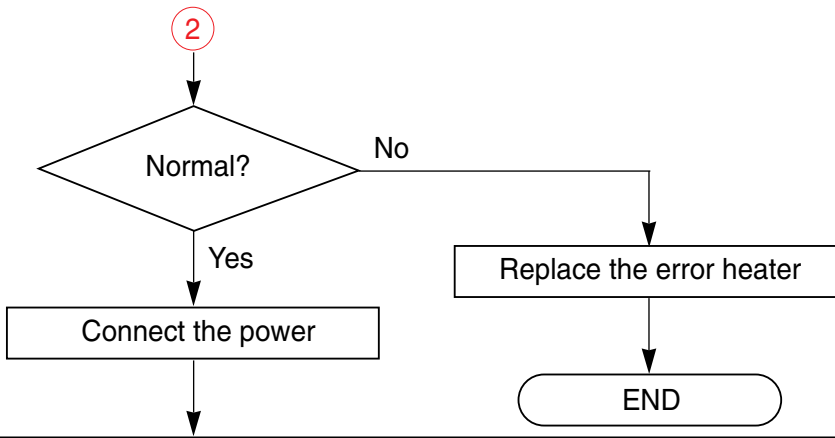 2
Normal?
No
Yes
Replace the error heater
Connect the power
END